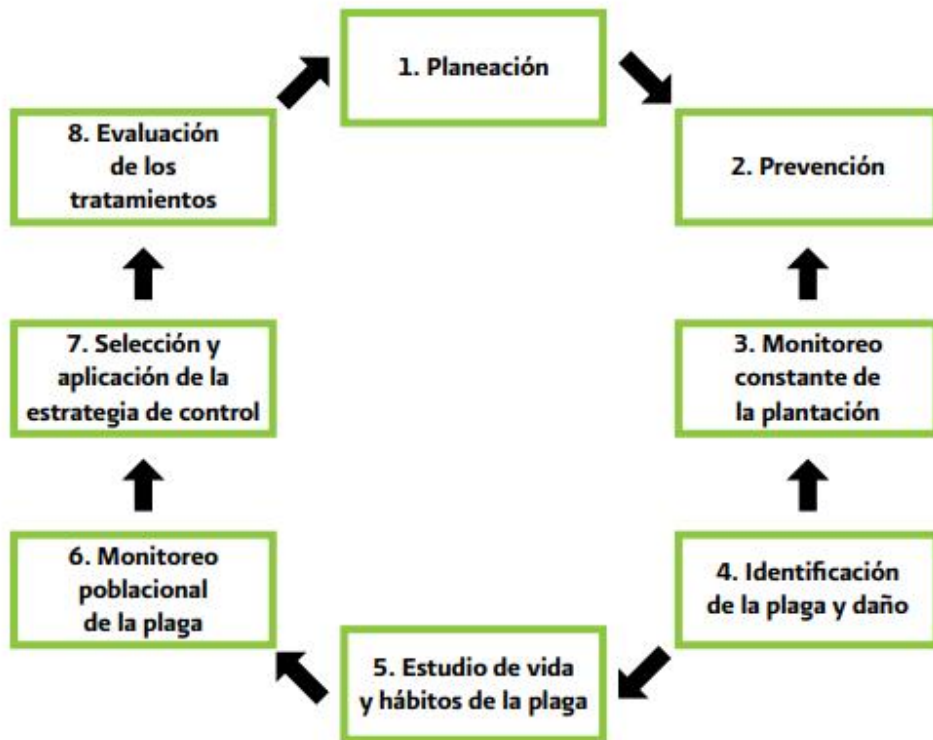 1. Planeación
2. Prevención
3. Monitoreo
constante de
la plantación
4. Identificación
de la plaga y daño
5. Estudio de vida
y hábitos de la plaga
6. Monitoreo
poblacional
de la plaga
7. Selección y
aplicación de la
estrategia de control
8. Evaluación
de los
tratamientos